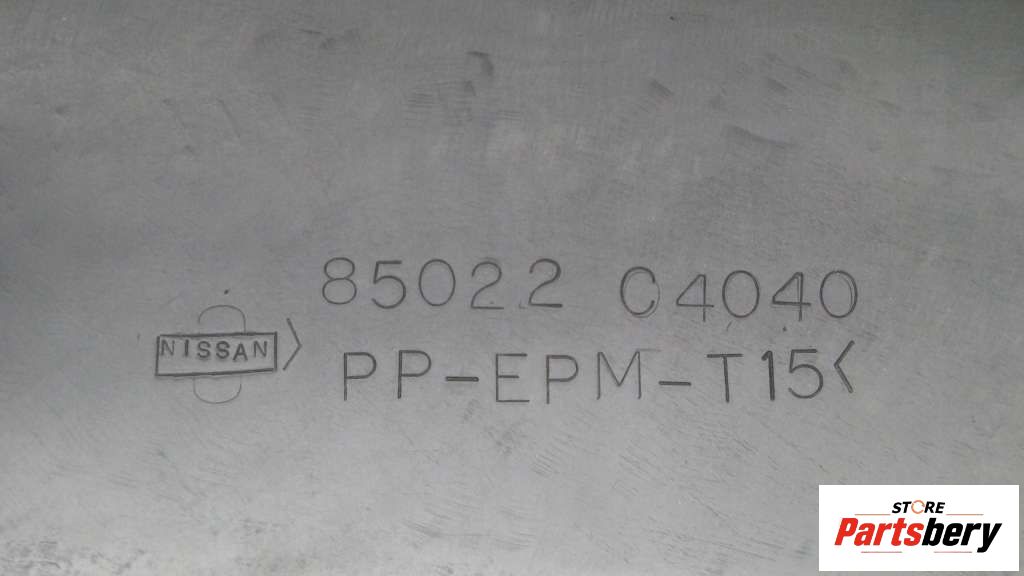 85022 C4040
NISSAN >PP-EPM-T15<
STORE
Partsbery